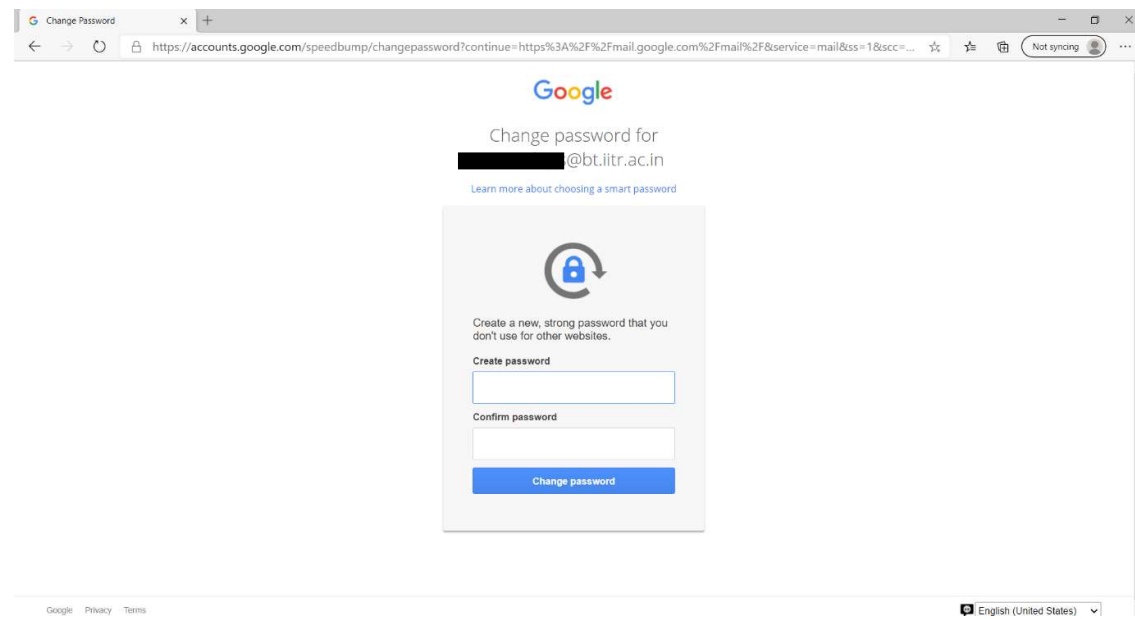 Change Password
https://accounts.google.com/speedbump/changepassword?continue=https%3A%2F%2Fmail.google.com%2Fmail%2F&service=mail&ss=1&scc=...
Not syncing
Google
Change password for
@bt.iitr.ac.in
Learn more about choosing a smart password
Create a new, strong password that you
don't use for other websites.
Create password
Confirm password
Change password
Google Privacy Terms
English (United States)